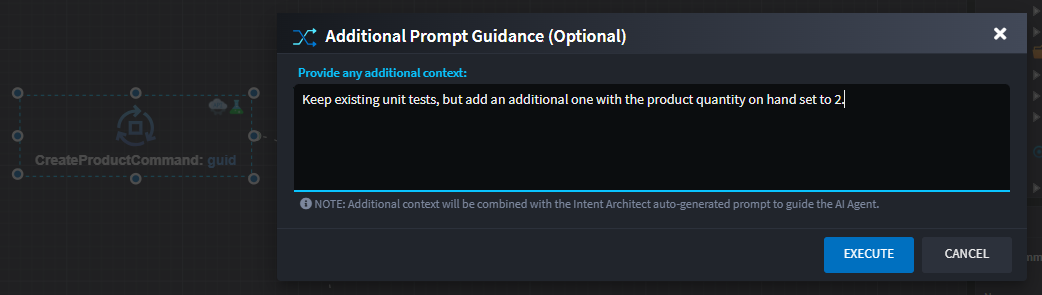 Additional Prompt Guidance (Optional)
Provide any additional context:
Keep existing unit tests, but add an additional one with the product quantity on hand set to 2.
CreateProductCommand: guid
NOTE: Additional context will be combined with the Intent Architect auto-generated prompt to guide the AI Agent.
EXECUTE
CANCEL